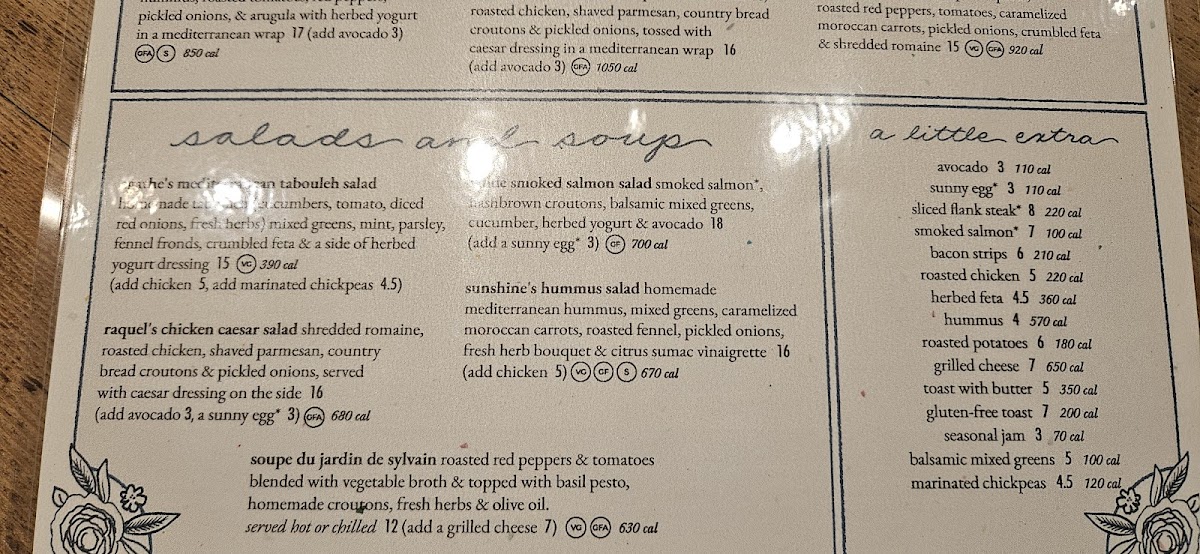 pickled onions, & arugula with herbed yogurt
in a mediterranean wrap 17 (add avocado 3)
GFA S 850 cal
roasted chicken, shaved parmesan, country bread
croutons & pickled onions, tossed with
caesar dressing in a mediterranean wrap 16
(add avocado 3) GFA 1050 cal
roasted red peppers, tomatoes, caramelized
moroccan carrots, pickled onions, crumbled feta
& shredded romaine 15 VG GFA 920 cal
salads and soup
mediterranean tabouleh salad
cucumbers, tomato, diced
red onions, fresh herbs) mixed greens, mint, parsley,
fennel fronds, crumbled feta & a side of herbed
yogurt dressing 15 VG 390 cal
(add chicken 5, add marinated chickpeas 4.5)
raquel's chicken caesar salad shredded romaine,
roasted chicken, shaved parmesan, country
bread croutons & pickled onions, served
with caesar dressing on the side 16
(add avocado 3, a sunny egg* 3) GFA 680 cal
smoked salmon salad smoked salmon*,
hashbrown croutons, balsamic mixed greens,
cucumber, herbed yogurt & avocado 18
(add a sunny egg* 3) GF 700 cal
sunshine's hummus salad homemade
mediterranean hummus, mixed greens, caramelized
moroccan carrots, roasted fennel, pickled onions,
fresh herb bouquet & citrus sumac vinaigrette 16
(add chicken 5) VG GF S 670 cal
soupe du jardin de sylvain roasted red peppers & tomatoes
blended with vegetable broth & topped with basil pesto,
homemade croutons, fresh herbs & olive oil.
served hot or chilled 12 (add a grilled cheese 7) VG GFA 630 cal
a little extra
avocado 3 110 cal
sunny egg* 3 110 cal
sliced flank steak* 8 220 cal
smoked salmon* 7 100 cal
bacon strips 6 210 cal
roasted chicken 5 220 cal
herbed feta 4.5 360 cal
hummus 4 570 cal
roasted potatoes 6 180 cal
grilled cheese 7 650 cal
toast with butter 5 350 cal
gluten-free toast 7 200 cal
seasonal jam 3 70 cal
balsamic mixed greens 5 100 cal
marinated chickpeas 4.5 120 cal